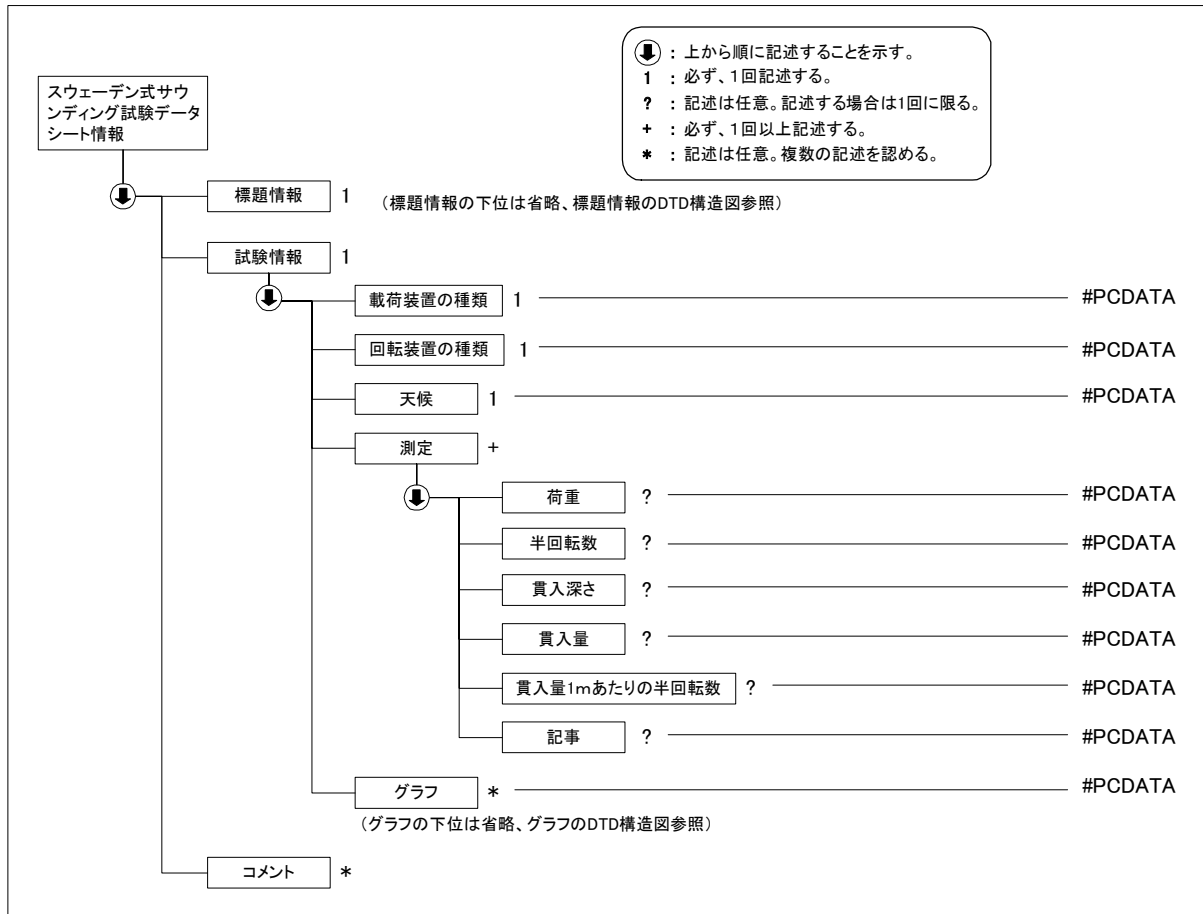 ⬇ : 上から順に記述することを示す。
1 : 必ず、1回記述する。
? : 記述は任意。記述する場合は1回に限る。
+ : 必ず、1回以上記述する。
* : 記述は任意。複数の記述を認める。
スウェーデン式サウ
ンディング試験データ
シート情報
標題情報 1 (標題情報の下位は省略、標題情報のDTD構造図参照)
試験情報 1
載荷装置の種類 1 #PCDATA
回転装置の種類 1 #PCDATA
天候 1 #PCDATA
測定 +
荷重 ? #PCDATA
半回転数 ? #PCDATA
貫入深さ ? #PCDATA
貫入量 ? #PCDATA
貫入量1mあたりの半回転数 ? #PCDATA
記事 ? #PCDATA
グラフ * #PCDATA
(グラフの下位は省略、グラフのDTD構造図参照)
コメント *